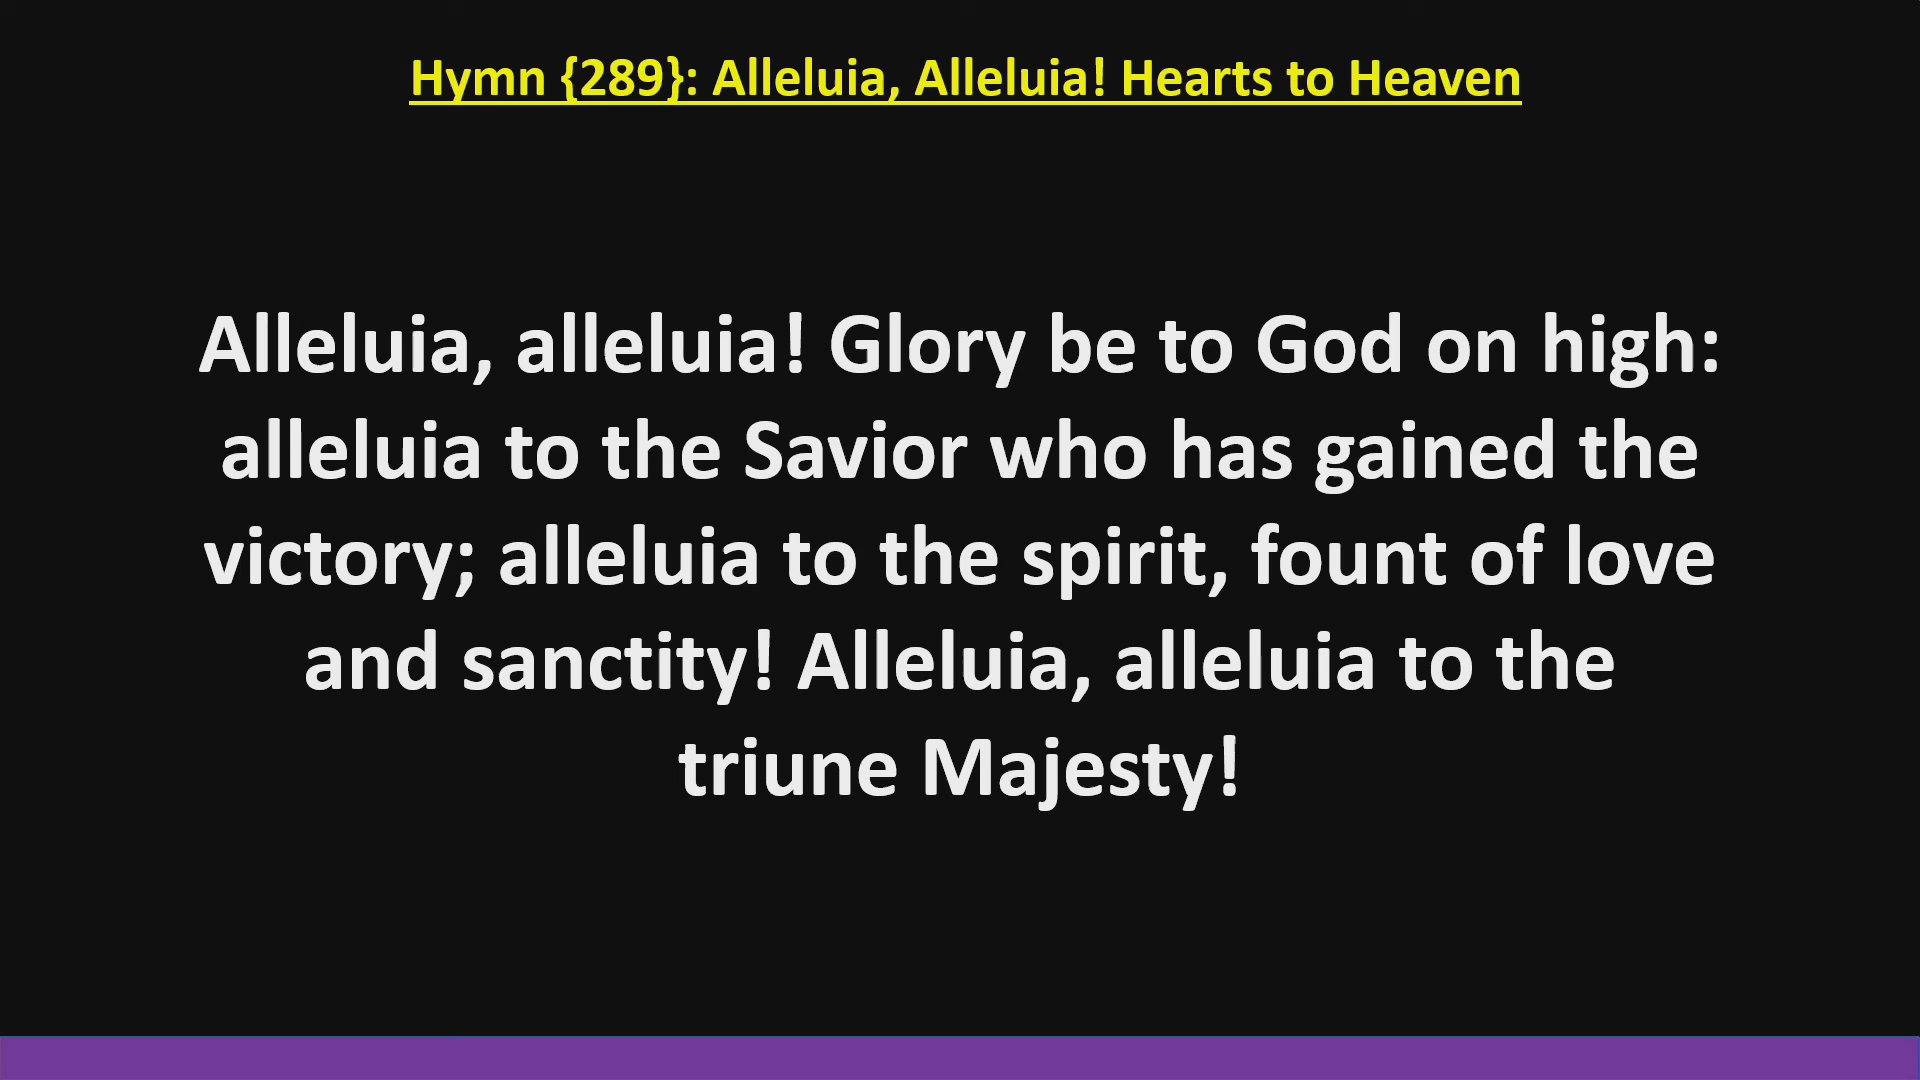 Hymn {289}: Alleluia, Alleluia! Hearts to Heaven
Alleluia, alleluia! Glory be to God on high:
alleluia to the Savior who has gained the
victory; alleluia to the spirit, fount of love
and sanctity! Alleluia, alleluia to the
triune Majesty!